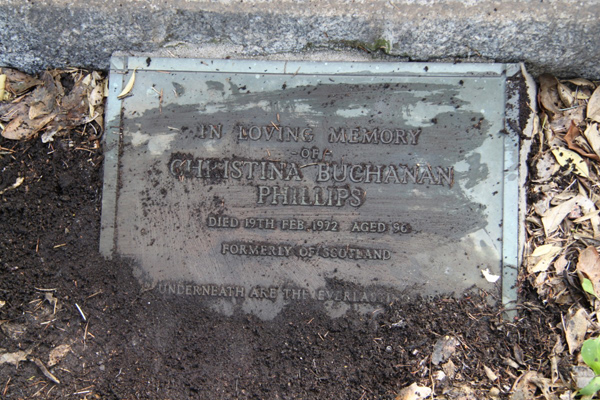 IN LOVING MEMORY
OF
CHRISTINA BUCHANAN
PHILLIPS
DIED 19TH FEB. 1972 AGED 96
FORMERLY OF SCOTLAND
UNDERNEATH ARE THE EVERLASTING